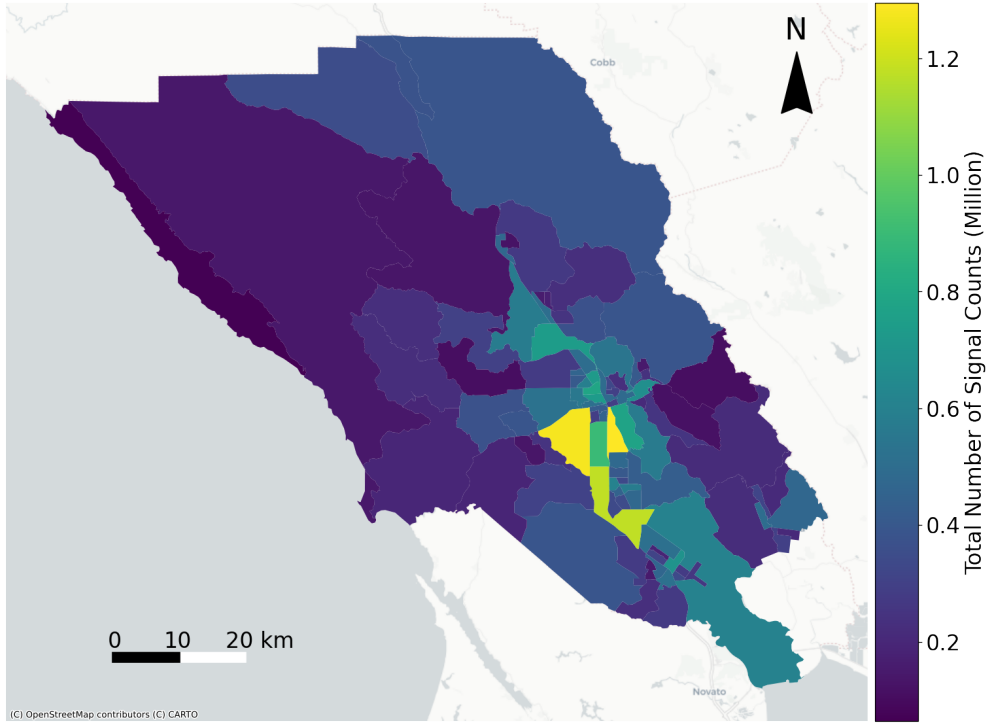 N
Cobb
1.2
1.0
0.8
0.6
0.4
0.2
Total Number of Signal Counts (Million)
0 10 20 km
Novato
(C) OpenStreetMap contributors (C) CARTO